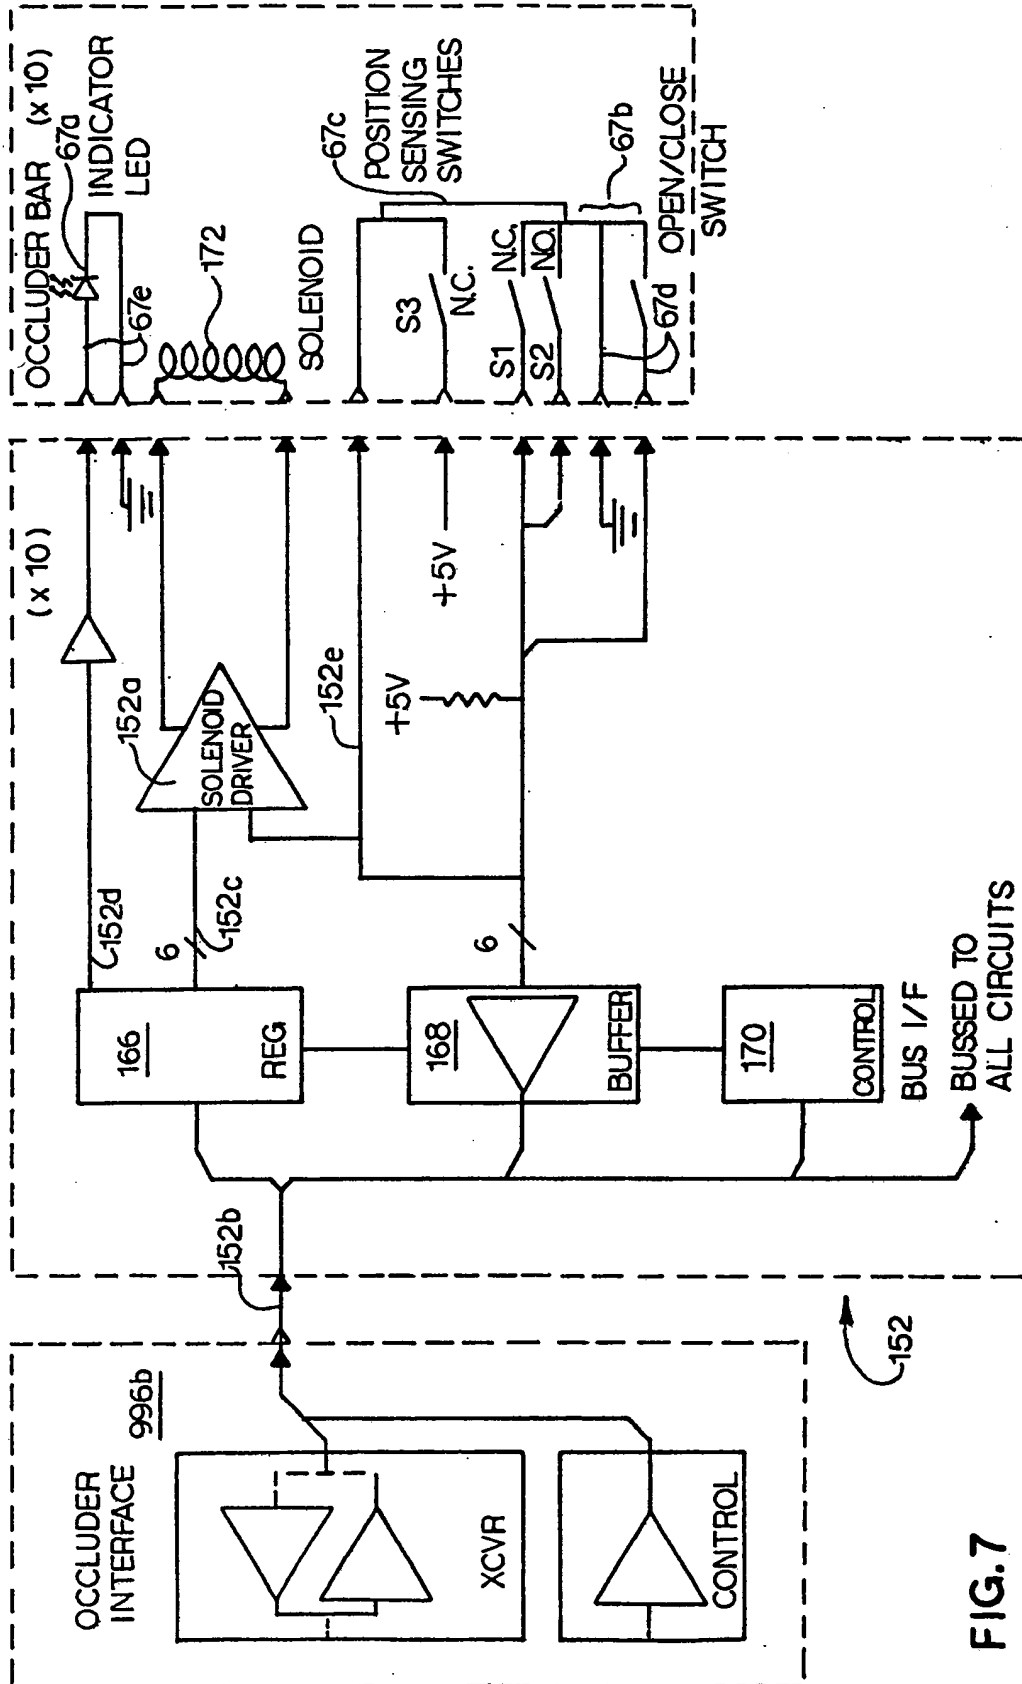 OCCLUDER
INTERFACE
996b
XCVR
CONTROL
152b
152
(x 10)
166
REG
168
BUFFER
170
CONTROL
BUS I/F
BUSSED TO
ALL CIRCUITS
152d
6
152c
152a
SOLENOID
DRIVER
152e
6
+5V
+5V
OCCLUDER BAR (x 10)
67a
INDICATOR
LED
67e
172
SOLENOID
67c
POSITION
SENSING
SWITCHES
S3
N.C.
S1
N.C.
S2
N.O.
67b
67d
OPEN/CLOSE
SWITCH
FIG.7